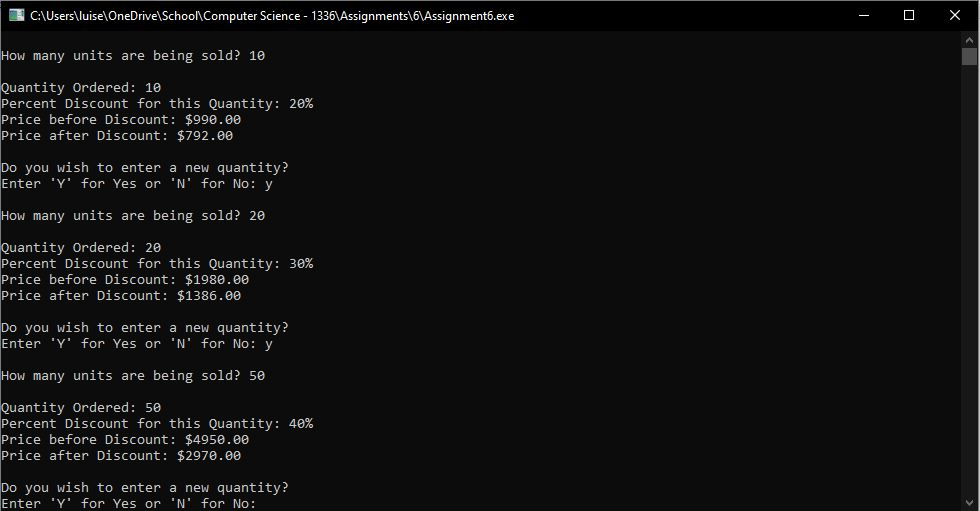 C:\Users\luise\OneDrive\School\Computer Science - 1336\Assignments\6\Assignment6.exe
How many units are being sold? 10
Quantity Ordered: 10
Percent Discount for this Quantity: 20%
Price before Discount: $990.00
Price after Discount: $792.00
Do you wish to enter a new quantity?
Enter 'Y' for Yes or 'N' for No: y
How many units are being sold? 20
Quantity Ordered: 20
Percent Discount for this Quantity: 30%
Price before Discount: $1980.00
Price after Discount: $1386.00
Do you wish to enter a new quantity?
Enter 'Y' for Yes or 'N' for No: y
How many units are being sold? 50
Quantity Ordered: 50
Percent Discount for this Quantity: 40%
Price before Discount: $4950.00
Price after Discount: $2970.00
Do you wish to enter a new quantity?
Enter 'Y' for Yes or 'N' for No: